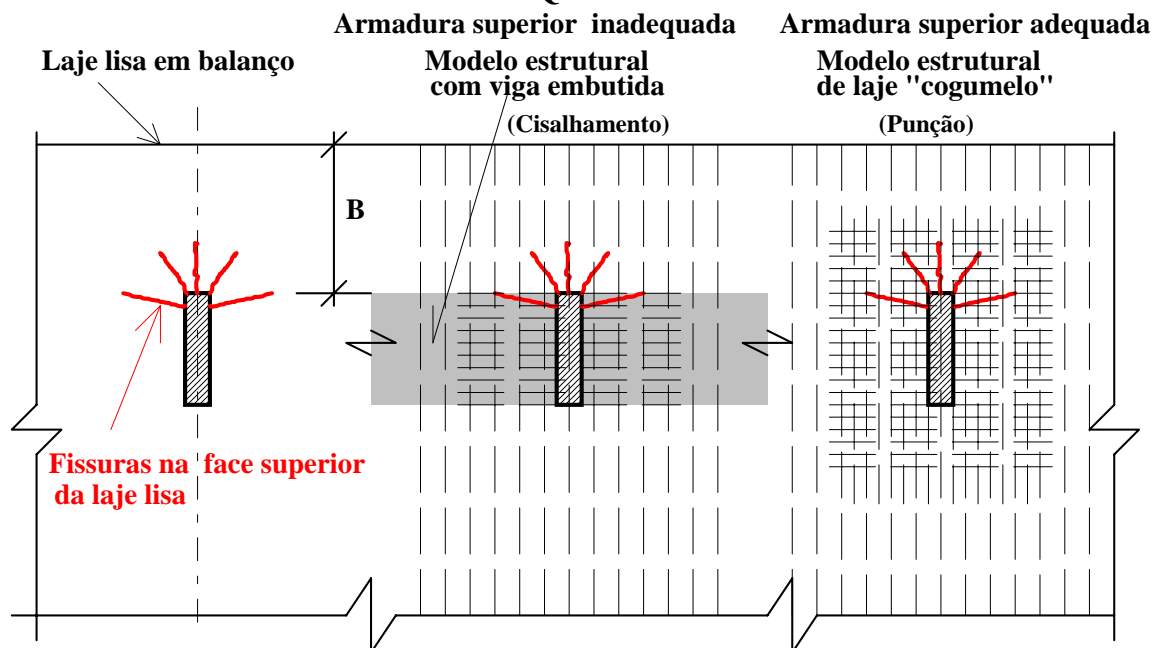 Armadura superior inadequada
Armadura superior adequada
Laje lisa em balanço
Modelo estrutural
com viga embutida
Modelo estrutural
de laje "cogumelo"
(Cisalhamento)
(Punção)
B
Fissuras na face superior
da laje lisa